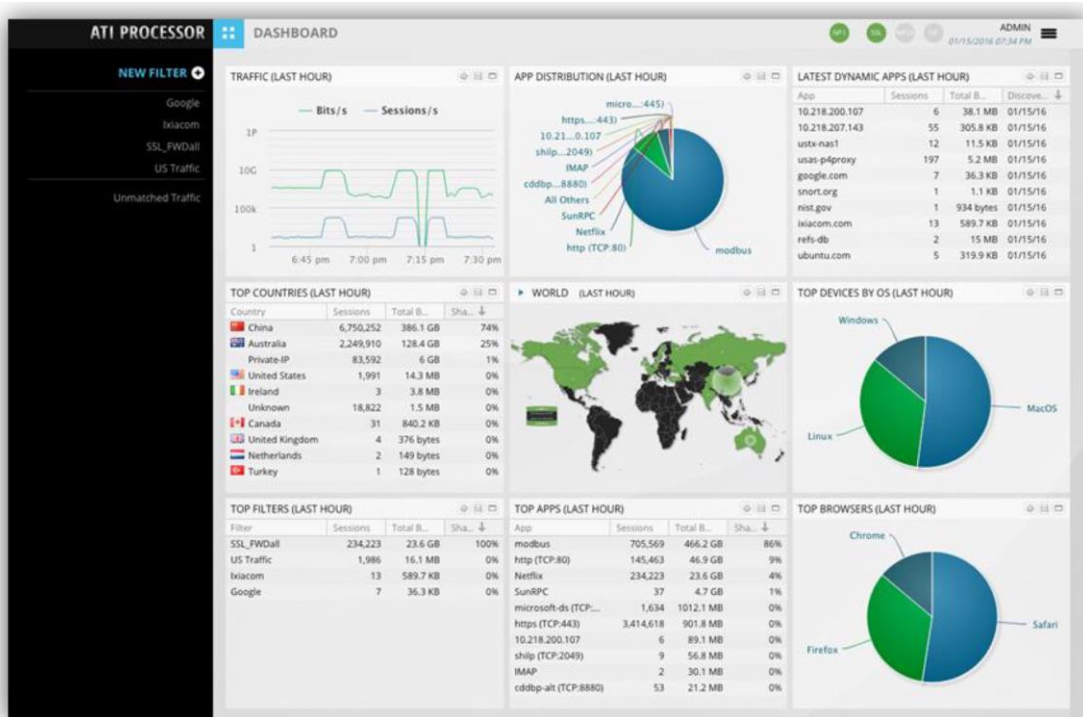 ATI PROCESSOR
DASHBOARD
SSL
ADMIN
01/15/2016 07:34 PM
NEW FILTER
Google
Ixiacom
SSL_FWDall
US Traffic
Unmatched Traffic
TRAFFIC (LAST HOUR)
Bits/s Sessions/s
1P
10G
100k
1
6:45 pm 7:00 pm 7:15 pm 7:30 pm
APP DISTRIBUTION (LAST HOUR)
micro...:445)
https...:443)
10.21...0.107
shilp...2049)
IMAP
cddbp...8880)
All Others
SunRPC
Netflix
http (TCP:80)
modbus
LATEST DYNAMIC APPS (LAST HOUR)
App Sessions Total B... Discove...
10.218.200.107 6 38.1 MB 01/15/16
10.218.207.143 55 305.8 KB 01/15/16
ustx-nas1 12 11.5 KB 01/15/16
usas-p4proxy 197 5.2 MB 01/15/16
google.com 7 36.3 KB 01/15/16
snort.org 1 1.1 KB 01/15/16
nist.gov 1 934 bytes 01/15/16
ixiacom.com 13 589.7 KB 01/15/16
refs-db 2 15 MB 01/15/16
ubuntu.com 5 319.9 KB 01/15/16
TOP COUNTRIES (LAST HOUR)
Country Sessions Total B... Sha...
China 6,750,252 386.1 GB 74%
Australia 2,249,910 128.4 GB 25%
Private-IP 83,592 6 GB 1%
United States 1,991 14.3 MB 0%
Ireland 3 3.8 MB 0%
Unknown 18,822 1.5 MB 0%
Canada 31 840.2 KB 0%
United Kingdom 4 376 bytes 0%
Netherlands 2 149 bytes 0%
Turkey 1 128 bytes 0%
WORLD (LAST HOUR)
TOP DEVICES BY OS (LAST HOUR)
Windows
MacOS
Linux
TOP FILTERS (LAST HOUR)
Filter Sessions Total B... Sha...
SSL_FWDall 234,223 23.6 GB 100%
US Traffic 1,986 16.1 MB 0%
Ixiacom 13 589.7 KB 0%
Google 7 36.3 KB 0%
TOP APPS (LAST HOUR)
App Sessions Total B... Sha...
modbus 705,569 466.2 GB 86%
http (TCP:80) 145,463 46.9 GB 9%
Netflix 234,223 23.6 GB 4%
SunRPC 37 4.7 GB 1%
microsoft-ds (TCP:... 1,634 1012.1 MB 0%
https (TCP:443) 3,414,618 901.8 MB 0%
10.218.200.107 6 89.1 MB 0%
shilp (TCP:2049) 9 56.8 MB 0%
IMAP 2 30.1 MB 0%
cddbp-alt (TCP:8880) 53 21.2 MB 0%
TOP BROWSERS (LAST HOUR)
Chrome
Safari
Firefox